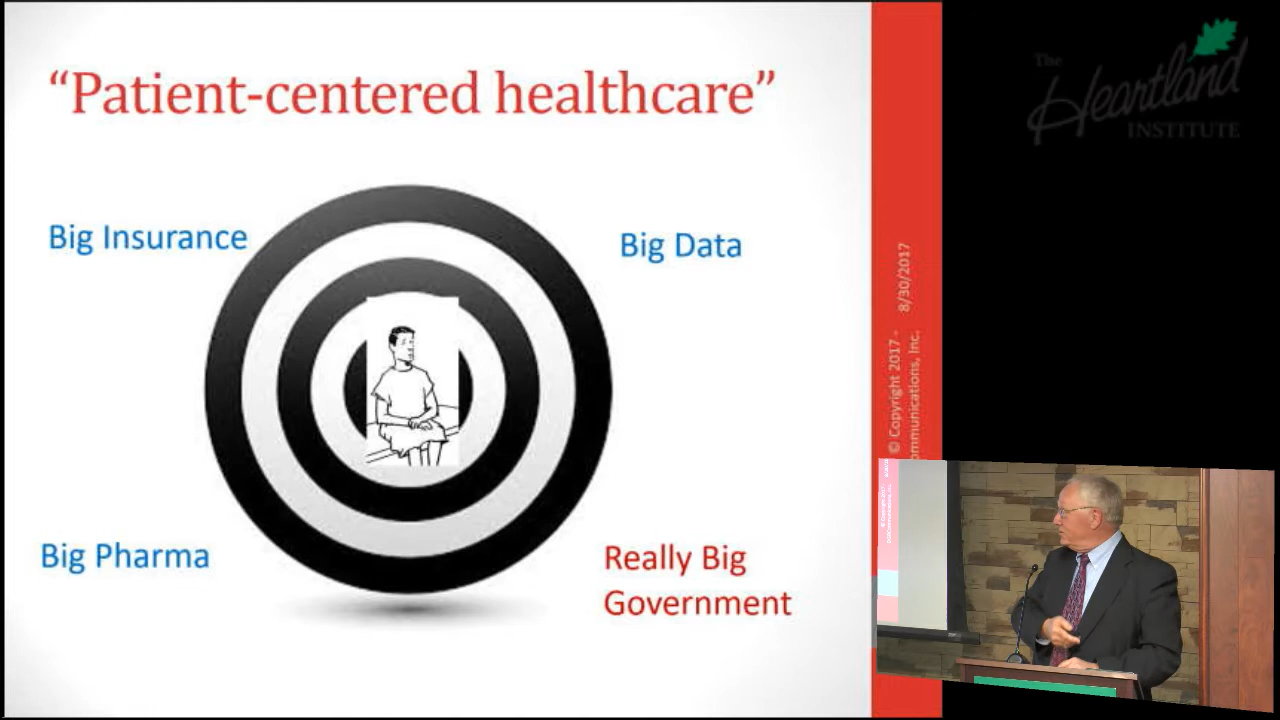 “Patient-centered healthcare”
Big Insurance
Big Data
Big Pharma
Really Big
Government
8/30/2017
© Copyright 2017 -
ommunications, Inc.
The
Heartland
INSTITUTE